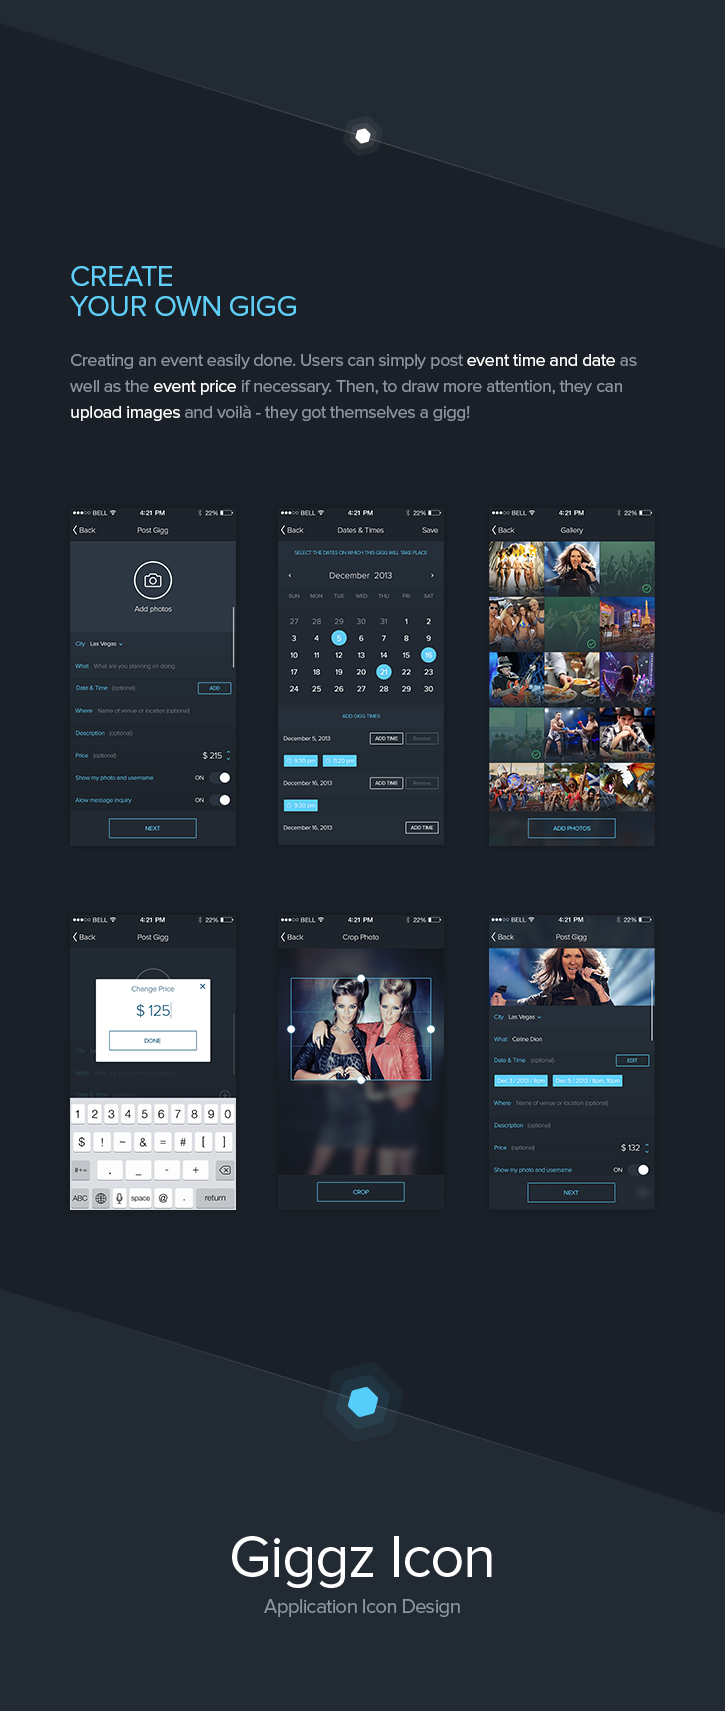 CREATE
YOUR OWN GIGG
Creating an event easily done. Users can simply post event time and date as
well as the event price if necessary. Then, to draw more attention, they can
upload images and voilà - they got themselves a gigg!
BELL 4:21 PM 22%
Back Post Gigg
Add photos
City Las Vegas
What What are you planning on doing
Date & Time (optional) ADD
Where Name of venue or location (optional)
Description (optional)
Price (optional) $ 215
Show my photo and username ON
Alow message inquiry ON
NEXT
BELL 4:21 PM 22%
Back Dates & Times Save
SELECT THE DATES ON WHICH THIS GIGG WILL TAKE PLACE
December 2013
SUN MON TUE WED THU FRI SAT
27 28 29 30 31 1 2
3 4 5 6 7 8 9
10 11 12 13 14 15 16
17 18 19 20 21 22 23
24 25 26 27 28 29 30
ADD GIGG TIMES
December 5, 2013 ADD TIME Remove
9:30 pm 11:20 pm
December 16, 2013 ADD TIME Remove
9:30 pm
December 16, 2013 ADD TIME
BELL 4:21 PM 22%
Back Gallery
ADD PHOTOS
BELL 4:21 PM 22%
Back Post Gigg
Change Price
$ 125
DONE
City
What What are you planning on doing
Date & Time
1 2 3 4 5 6 7 8 9 0
$ ! ~ & = # [ ]
#+= . _ - +
ABC space @ . return
BELL 4:21 PM 22%
Back Crop Photo
CROP
BELL 4:21 PM 22%
Back Post Gigg
City Las Vegas
What Celine Dion
Date & Time (optional) EDIT
Dec 3 / 2013 / 9pm Dec 5 / 2013 / 8pm, 10pm
Where Name of venue or location (optional)
Description (optional)
Price (optional) $ 132
Show my photo and username ON
NEXT
Giggz Icon
Application Icon Design